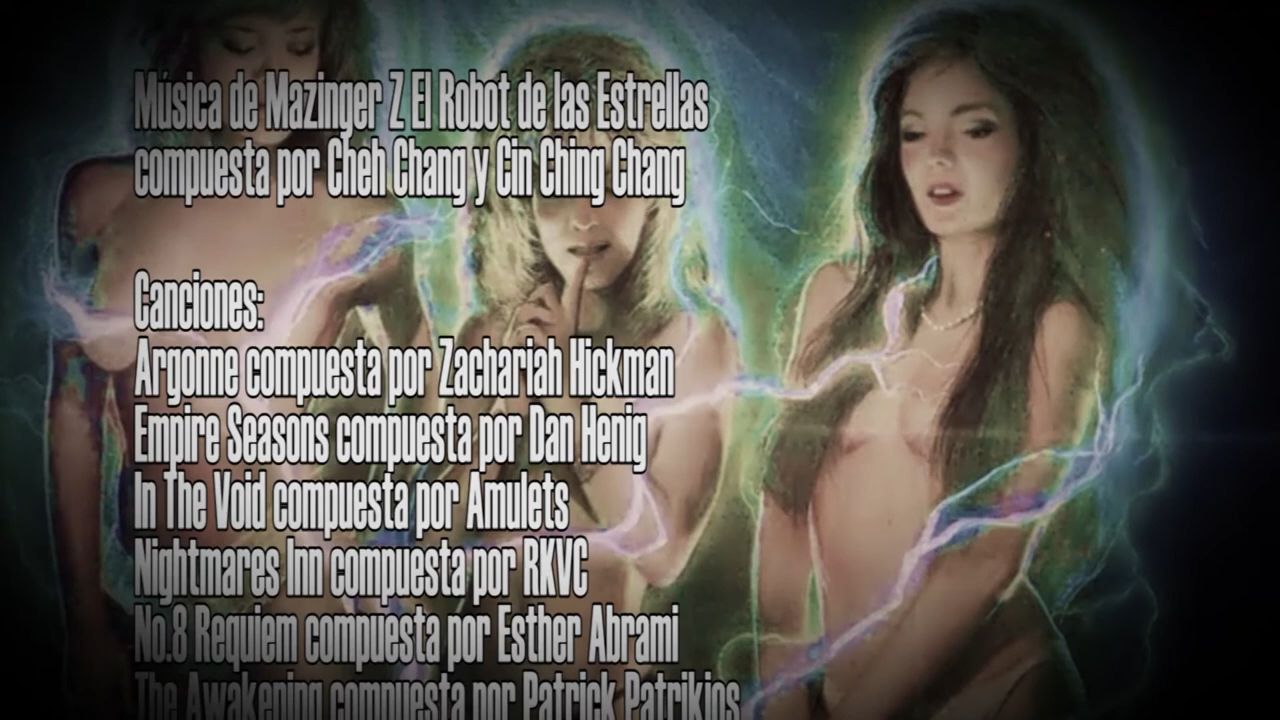 Música de Mazinger Z El Robot de las Estrellas
compuesta por Cheh Chang y Cin Ching Chang
Canciones:
Argonne compuesta por Zachariah Hickman
Empire Seasons compuesta por Dan Henig
In The Void compuesta por Amulets
Nightmares Inn compuesta por RKVC
No.8 Requiem compuesta por Esther Abrami
The Awakening compuesta por Patrick Patrikios